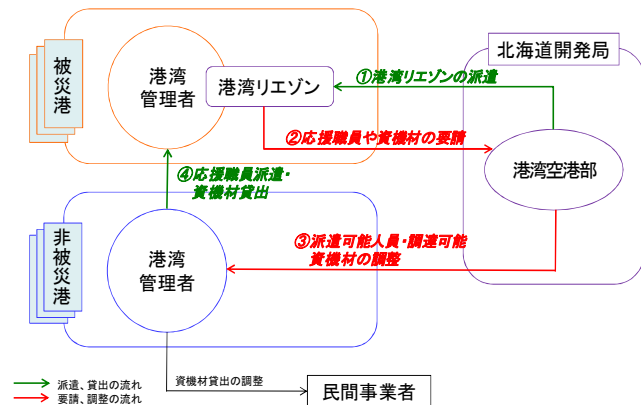 被災港
港湾
管理者
港湾リエゾン
北海道開発局
①港湾リエゾンの派遣
②応援職員や資機材の要請
港湾空港部
④応援職員派遣・
資機材貸出
非被災港
港湾
管理者
③派遣可能人員・調達可能
資機材の調整
資機材貸出の調整
民間事業者
派遣、貸出の流れ
要請、調整の流れ